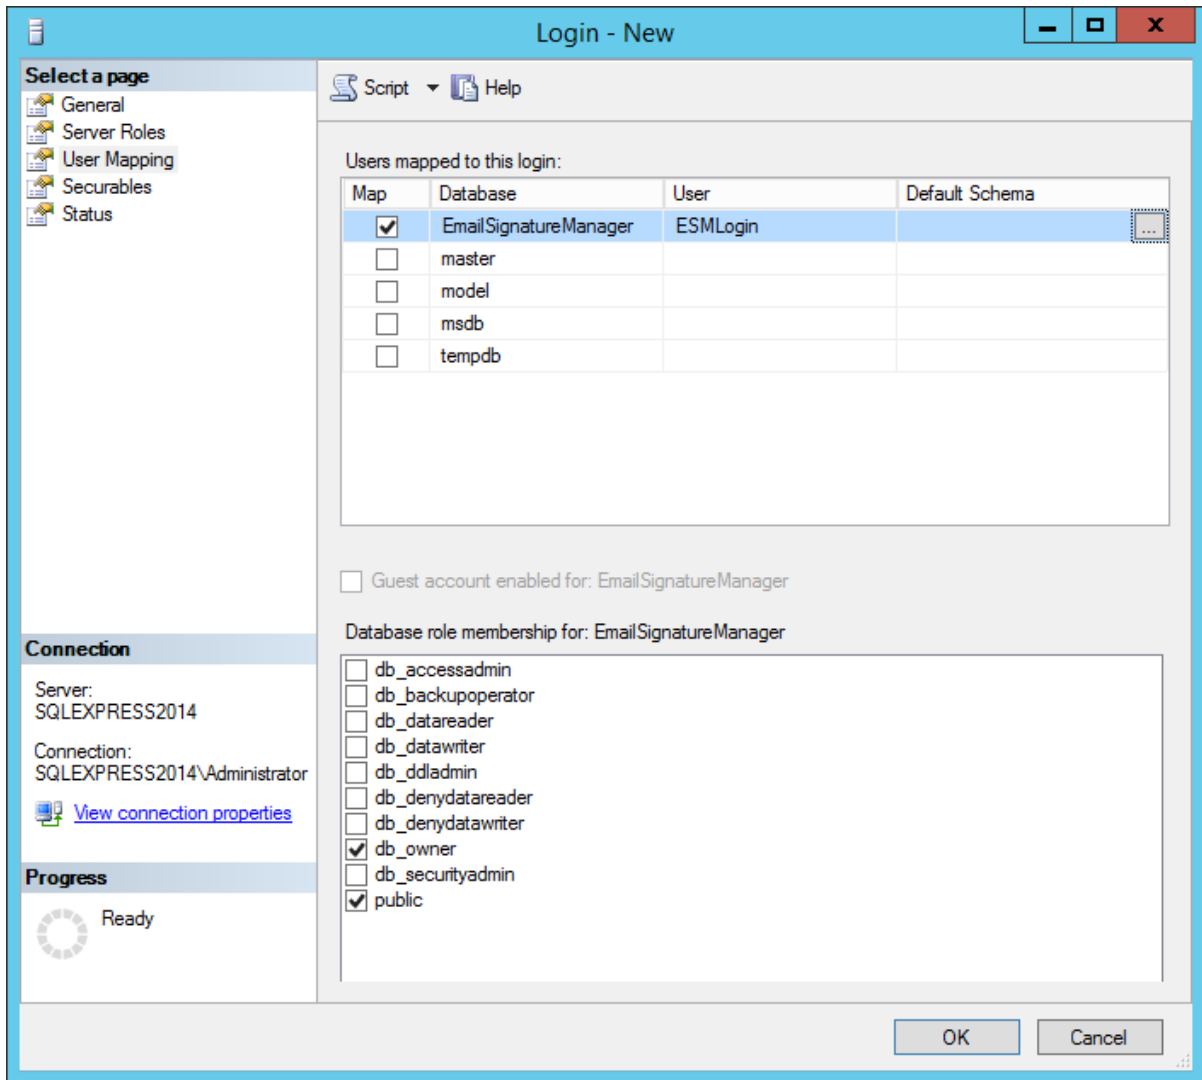 Login - New
Select a page
General
Server Roles
User Mapping
Securables
Status
Script Help
Users mapped to this login:
Map Database User Default Schema
EmailSignatureManager ESMLogin ...
master
model
msdb
tempdb
Guest account enabled for: EmailSignatureManager
Database role membership for: EmailSignatureManager
db_accessadmin
db_backupoperator
db_datareader
db_datawriter
db_ddladmin
db_denydatareader
db_denydatawriter
db_owner
db_securityadmin
public
Connection
Server:
SQLEXPRESS2014
Connection:
SQLEXPRESS2014\Administrator
View connection properties
Progress
Ready
OK Cancel